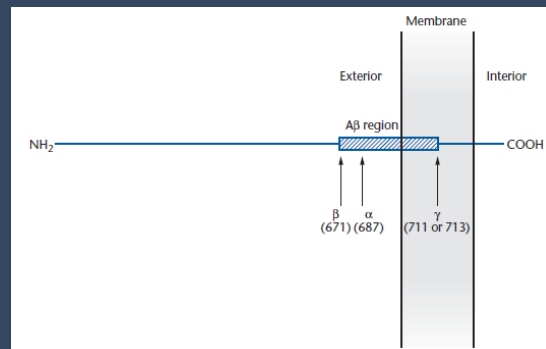 Membrane
Exterior
Interior
Aβ region
NH₂
COOH
β α γ
(671) (687) (711 or 713)